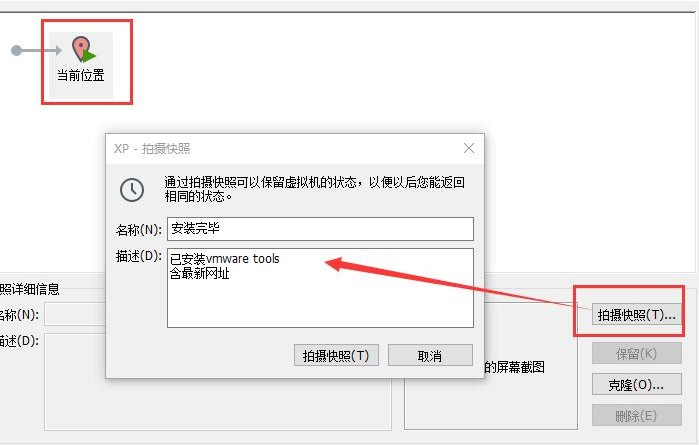 当前位置
XP - 拍摄快照
通过拍摄快照可以保留虚拟机的状态，以便以后您能返回
相同的状态。
名称(N):
安装完毕
描述(D):
已安装vmware tools
含最新网址
拍摄快照(T)
取消
照详细信息
名称(N):
描述(D):
的屏幕截图
拍摄快照(T)...
保留(K)
克隆(O)...
删除(E)